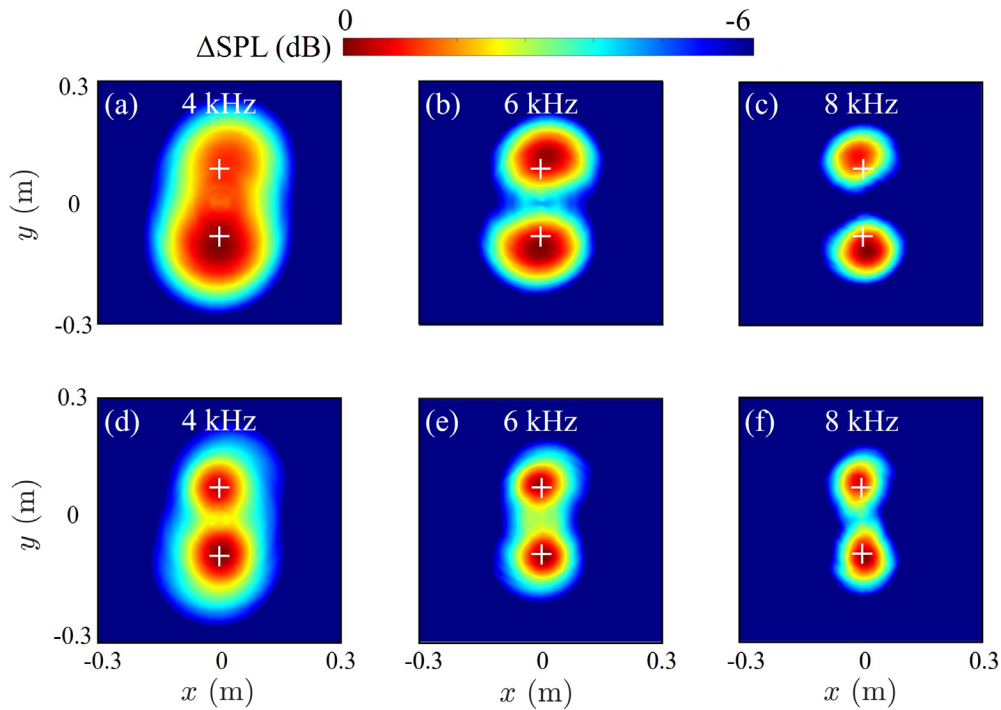 0 -6
ΔSPL (dB)
0.3 (a) 4 kHz (b) 6 kHz (c) 8 kHz
y (m)
0
-0.3
0.3 (d) 4 kHz (e) 6 kHz (f) 8 kHz
y (m)
0
-0.3
-0.3 0 0.3 -0.3 0 0.3 -0.3 0 0.3
x (m) x (m) x (m)